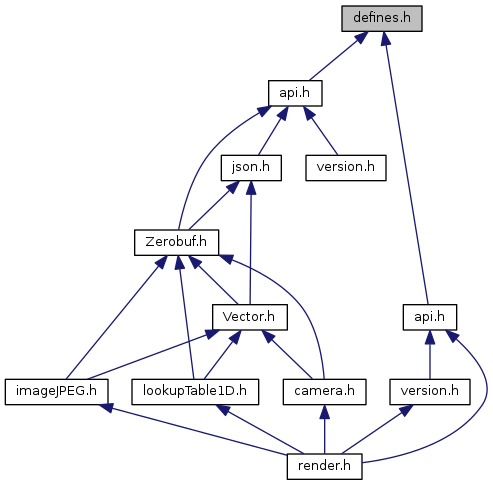 defines.h
api.h
json.h
version.h
Zerobuf.h
Vector.h
api.h
imageJPEG.h
lookupTable1D.h
camera.h
version.h
render.h